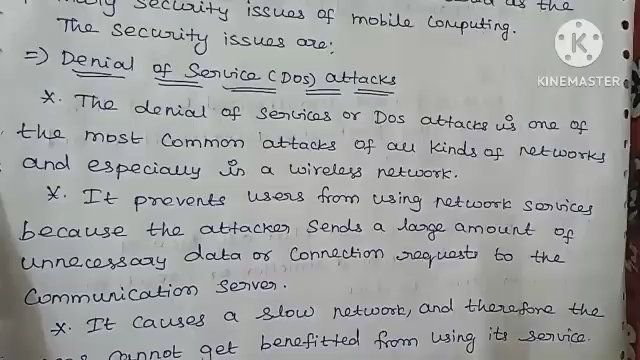 security issues of mobile computing.
The security issues are:
=> Denial of Service (DOS) attacks
*. The denial of services or DOS attacks is one of
the most common attacks of all kinds of networks
and especially in a wireless network.
*. It prevents users from using network services
because the attacker sends a large amount of
unnecessary data or connection requests to the
communication server.
*. It causes a slow network, and therefore the
cannot get benefitted from using its service.
K
KINEMASTER